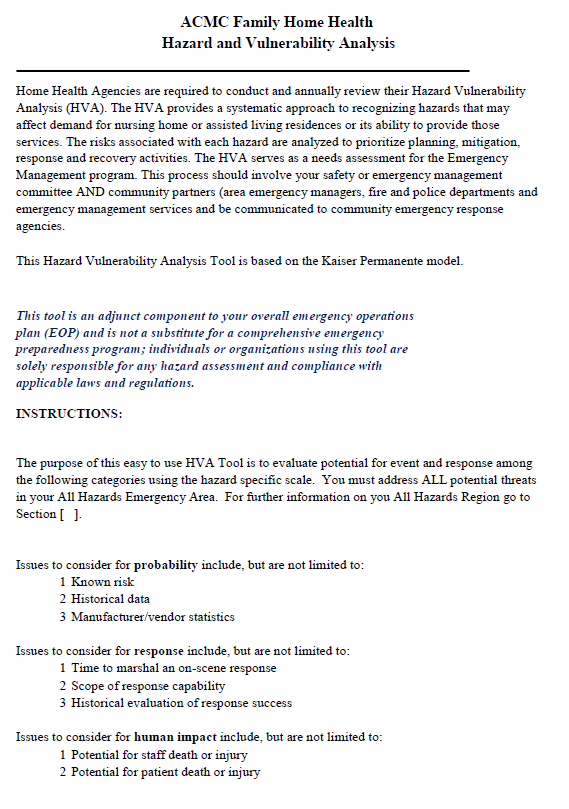 ACMC Family Home Health
Hazard and Vulnerability Analysis
Home Health Agencies are required to conduct and annually review their Hazard Vulnerability
Analysis (HVA). The HVA provides a systematic approach to recognizing hazards that may
affect demand for nursing home or assisted living residences or its ability to provide those
services. The risks associated with each hazard are analyzed to prioritize planning, mitigation,
response and recovery activities. The HVA serves as a needs assessment for the Emergency
Management program. This process should involve your safety or emergency management
committee AND community partners (area emergency managers, fire and police departments and
emergency management services and be communicated to community emergency response
agencies.
This Hazard Vulnerability Analysis Tool is based on the Kaiser Permanente model.
This tool is an adjunct component to your overall emergency operations
plan (EOP) and is not a substitute for a comprehensive emergency
preparedness program; individuals or organizations using this tool are
solely responsible for any hazard assessment and compliance with
applicable laws and regulations.
INSTRUCTIONS:
The purpose of this easy to use HVA Tool is to evaluate potential for event and response among
the following categories using the hazard specific scale. You must address ALL potential threats
in your All Hazards Emergency Area. For further information on you All Hazards Region go to
Section [ ].
Issues to consider for probability include, but are not limited to:
1 Known risk
2 Historical data
3 Manufacturer/vendor statistics
Issues to consider for response include, but are not limited to:
1 Time to marshal an on-scene response
2 Scope of response capability
3 Historical evaluation of response success
Issues to consider for human impact include, but are not limited to:
1 Potential for staff death or injury
2 Potential for patient death or injury